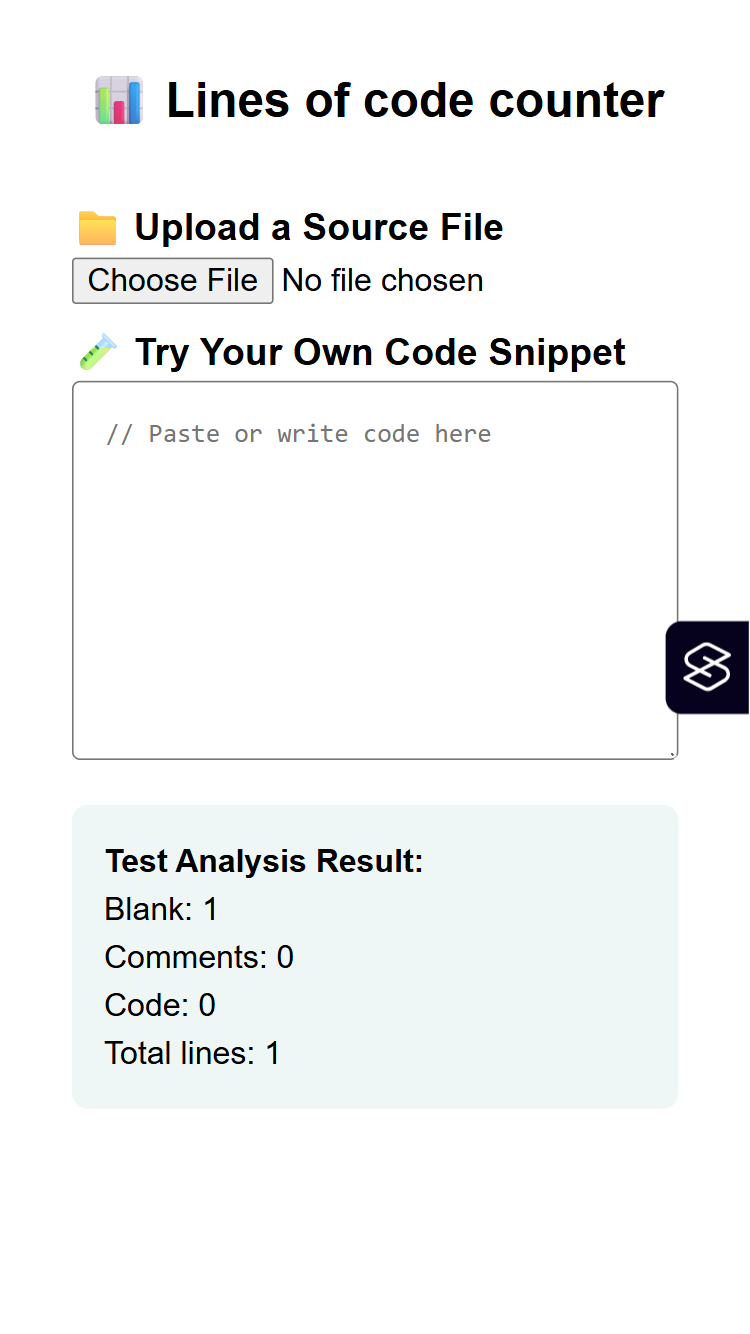 Lines of code counter
Upload a Source File
Choose File No file chosen
Try Your Own Code Snippet
// Paste or write code here
Test Analysis Result:
Blank: 1
Comments: 0
Code: 0
Total lines: 1